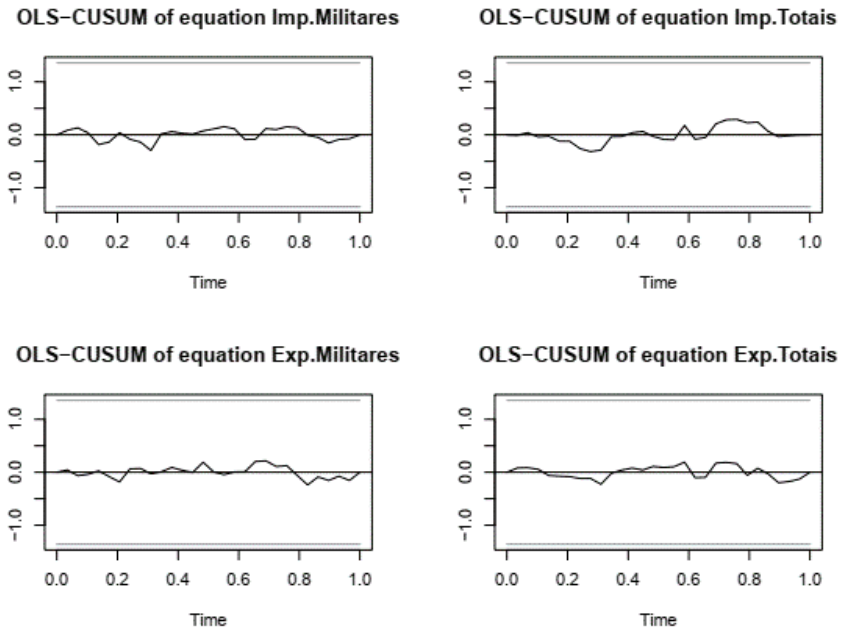 OLS−CUSUM of equation Imp.Militares
1.0
0.0
−1.0
0.0 0.2 0.4 0.6 0.8 1.0
Time
OLS−CUSUM of equation Imp.Totais
1.0
0.0
−1.0
0.0 0.2 0.4 0.6 0.8 1.0
Time
OLS−CUSUM of equation Exp.Militares
1.0
0.0
−1.0
0.0 0.2 0.4 0.6 0.8 1.0
Time
OLS−CUSUM of equation Exp.Totais
1.0
0.0
−1.0
0.0 0.2 0.4 0.6 0.8 1.0
Time